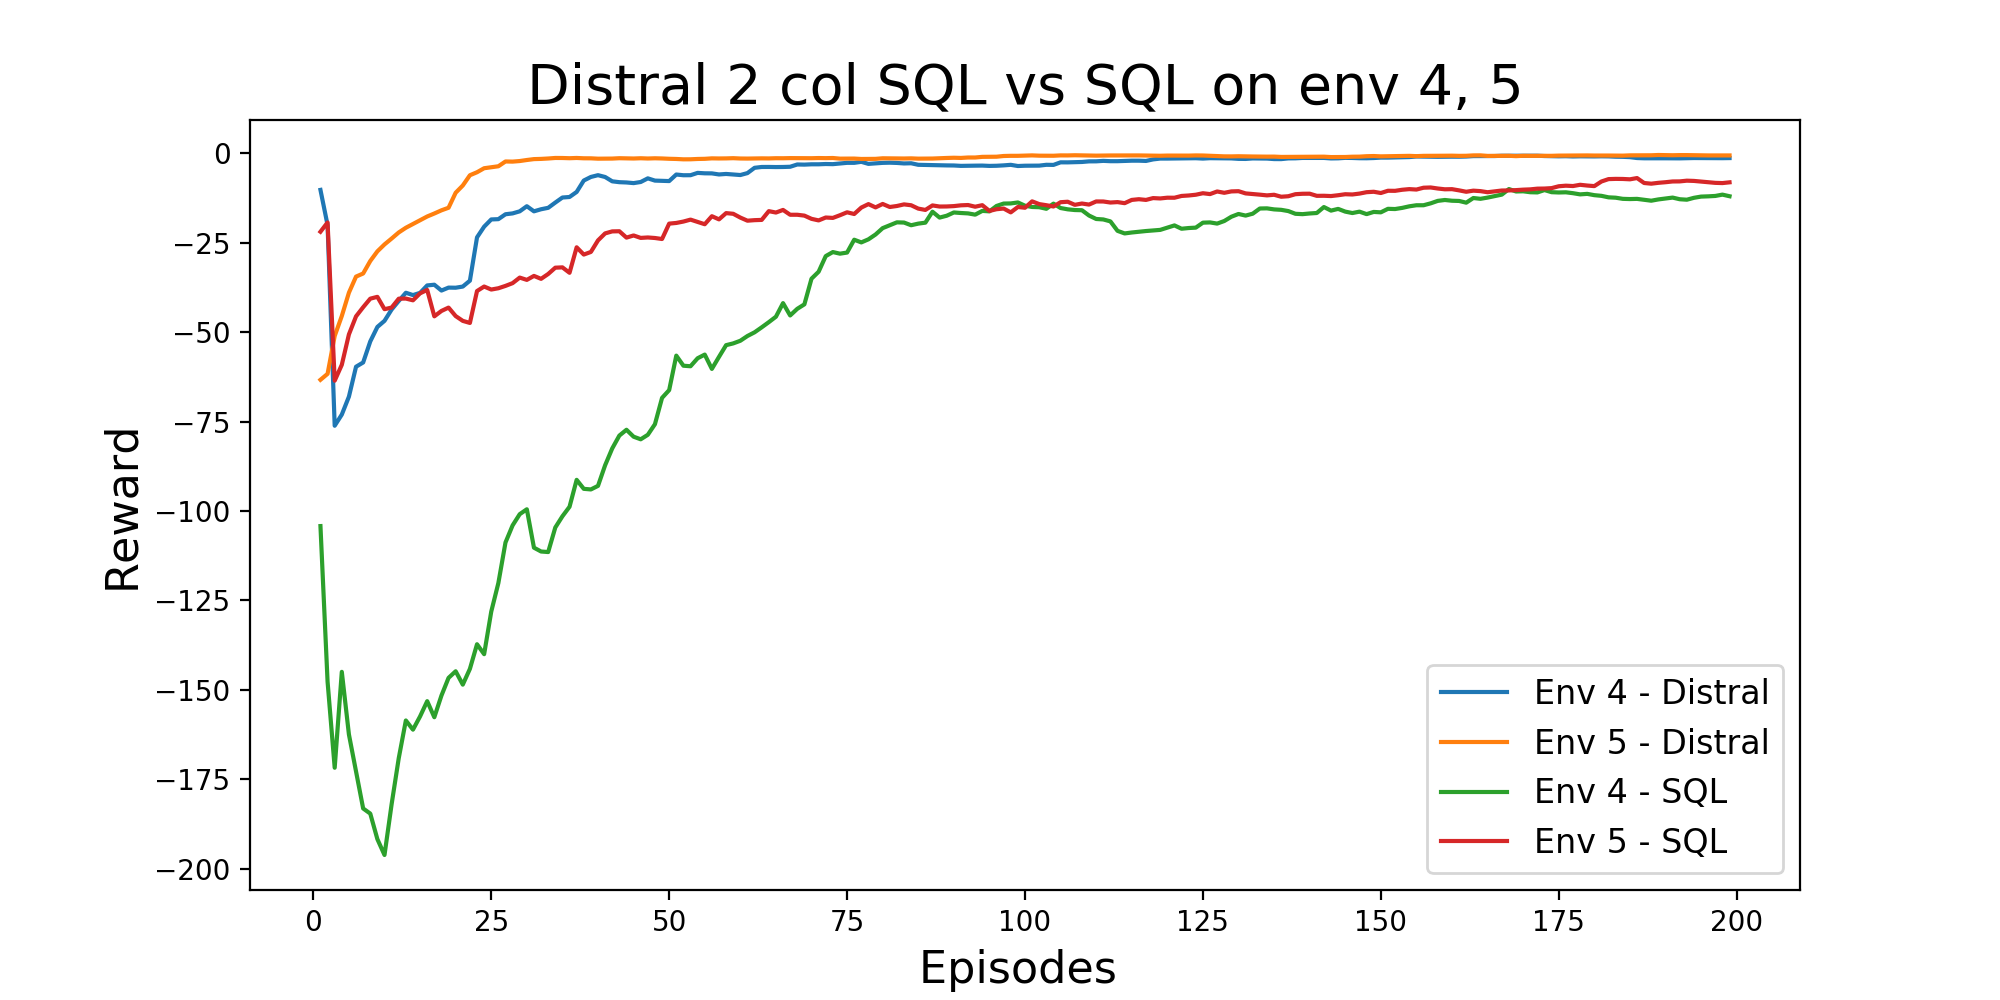 Distral 2 col SQL vs SQL on env 4, 5
Reward
0
−25
−50
−75
−100
−125
−150
−175
−200
0 25 50 75 100 125 150 175 200
Episodes
Env 4 - Distral
Env 5 - Distral
Env 4 - SQL
Env 5 - SQL